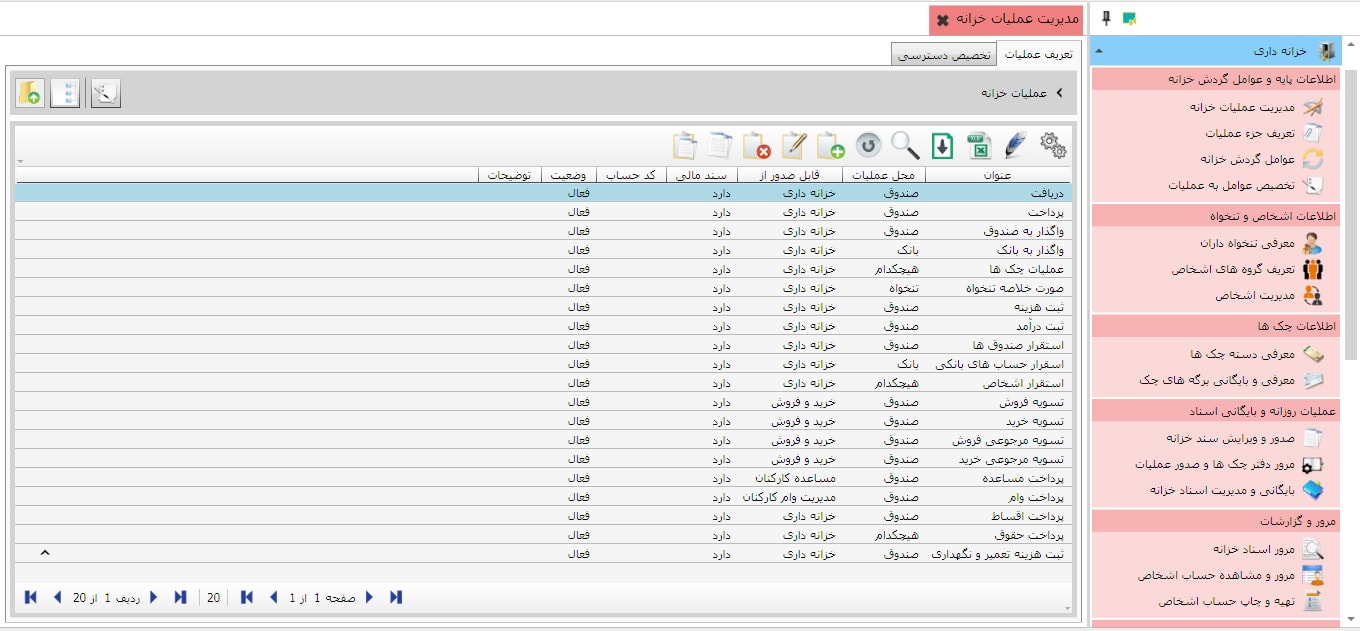 مدیریت عملیات خزانه
تعریف عملیات
تخصیص دسترسی
عملیات خزانه
عنوان محل عملیات قابل صدور از سند مالی کد حساب وضعیت توضیحات
دریافت صندوق خزانه داری دارد فعال
پرداخت صندوق خزانه داری دارد فعال
واگذار به صندوق صندوق خزانه داری دارد فعال
واگذار به بانک بانک خزانه داری دارد فعال
عملیات چک ها هیچکدام خزانه داری دارد فعال
صورت خلاصه تنخواه تنخواه خزانه داری دارد فعال
ثبت هزینه صندوق خزانه داری دارد فعال
ثبت درآمد صندوق خزانه داری دارد فعال
استقرار صندوق ها صندوق خزانه داری دارد فعال
اسقرار حساب های بانکی بانک خزانه داری دارد فعال
استقرار اشخاص هیچکدام خزانه داری دارد فعال
تسویه فروش صندوق خرید و فروش دارد فعال
تسویه خرید صندوق خرید و فروش دارد فعال
تسویه مرجوعی فروش صندوق خرید و فروش دارد فعال
تسویه مرجوعی خرید صندوق خرید و فروش دارد فعال
پرداخت مساعده صندوق مساعده کارکنان دارد فعال
پرداخت وام صندوق مدیریت وام کارکنان دارد فعال
پرداخت اقساط صندوق خزانه داری دارد فعال
پرداخت حقوق هیچکدام خزانه داری دارد فعال
ثبت هزینه تعمیر و نگهداری صندوق خزانه داری دارد فعال
صفحه 1 از 1 20 ردیف 1 از 20
خزانه داری
اطلاعات پایه و عوامل گردش خزانه
مدیریت عملیات خزانه
تعریف جزء عملیات
عوامل گردش خزانه
تخصیص عوامل به عملیات
اطلاعات اشخاص و تنخواه
معرفی تنخواه داران
تعریف گروه های اشخاص
مدیریت اشخاص
اطلاعات چک ها
معرفی دسته چک ها
معرفی و بایگانی برگه های چک
عملیات روزانه و بایگانی اسناد
صدور و ویرایش سند خزانه
مرور دفتر چک ها و صدور عملیات
بایگانی و مدیریت اسناد خزانه
مرور و گزارشات
مرور اسناد خزانه
مرور و مشاهده حساب اشخاص
تهیه و چاپ حساب اشخاص